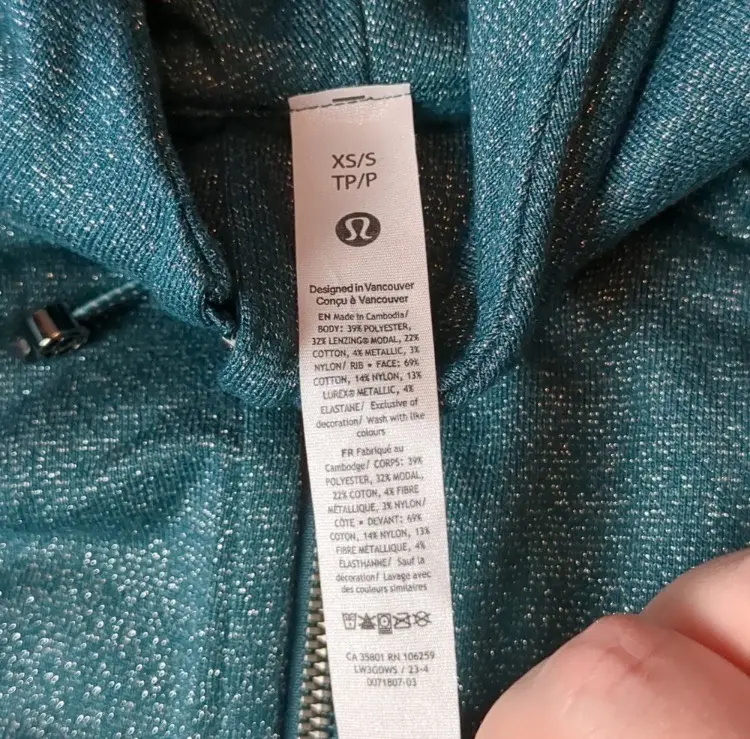 XS/S
TP/P
Designed in Vancouver
Conçu à Vancouver
EN Made in Cambodia/
BODY: 39% POLYESTER,
32% LENZING® MODAL, 22%
COTTON, 4% METALLIC, 3%
NYLON/ RIB • FACE: 69%
COTTON, 14% NYLON, 13%
LUREX® METALLIC, 4%
ELASTANE/ Exclusive of
decoration/ Wash with like
colours
FR Fabriqué au
Cambodge/ CORPS: 39%
POLYESTER, 32% MODAL,
22% COTON, 4% FIBRE
MÉTALLIQUE, 3% NYLON/
CÔTE • DEVANT: 69%
COTON, 14% NYLON, 13%
FIBRE MÉTALLIQUE, 4%
ÉLASTHANNE/ Sauf la
décoration/ Lavage avec
des couleurs similaires
CA 35801 RN 106259
LW3GDWS / 23-4
0071807-03